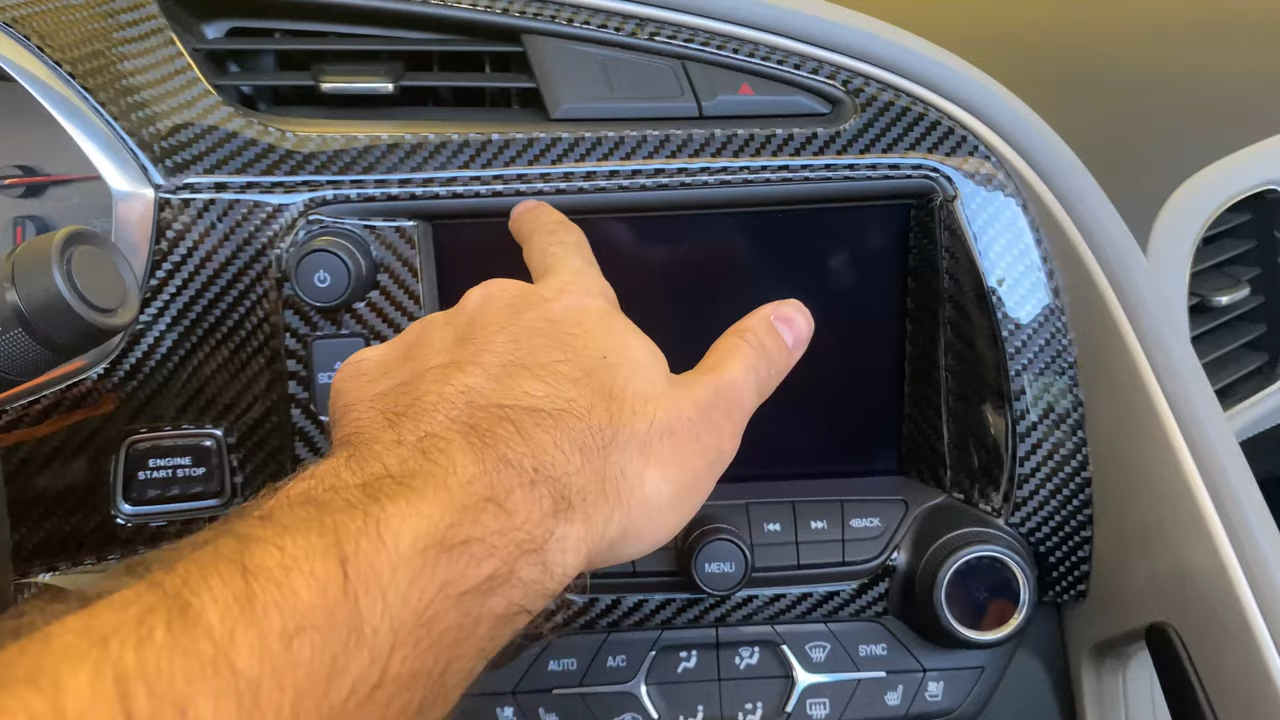 ENGINE
START STOP
MENU
BACK
AUTO
A/C
SYNC